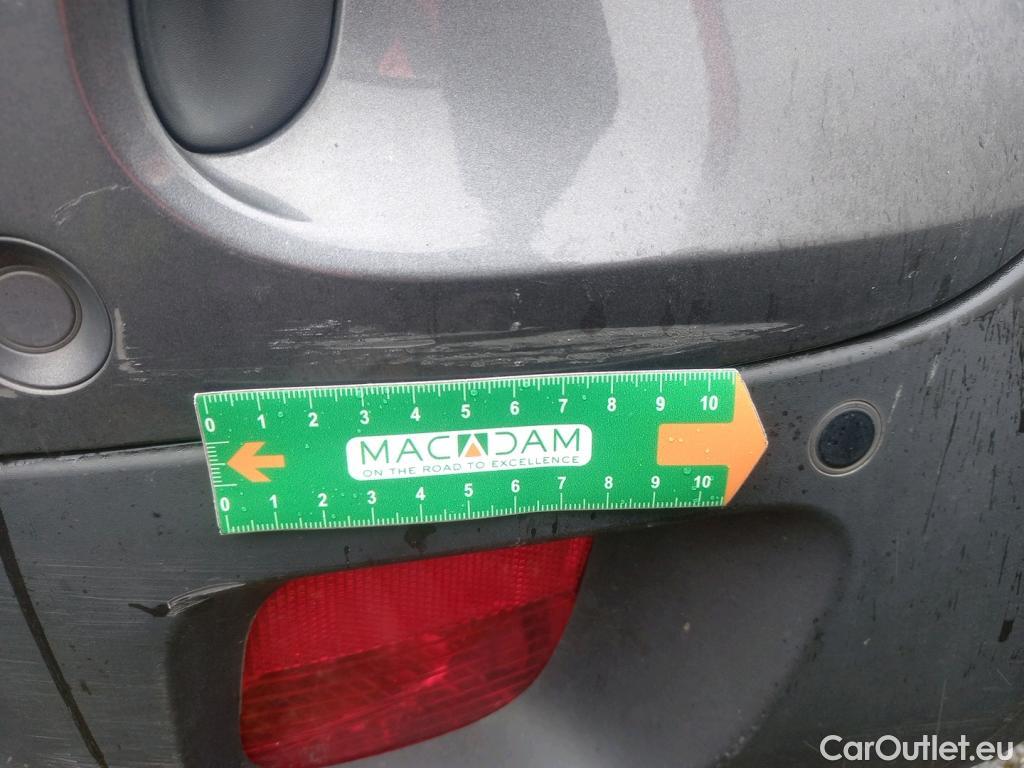 0 1 2 3 4 5 6 7 8 9 10
MACADAM
ON THE ROAD TO EXCELLENCE
0 1 2 3 4 5 6 7 8 9 10
CarOutlet.eu